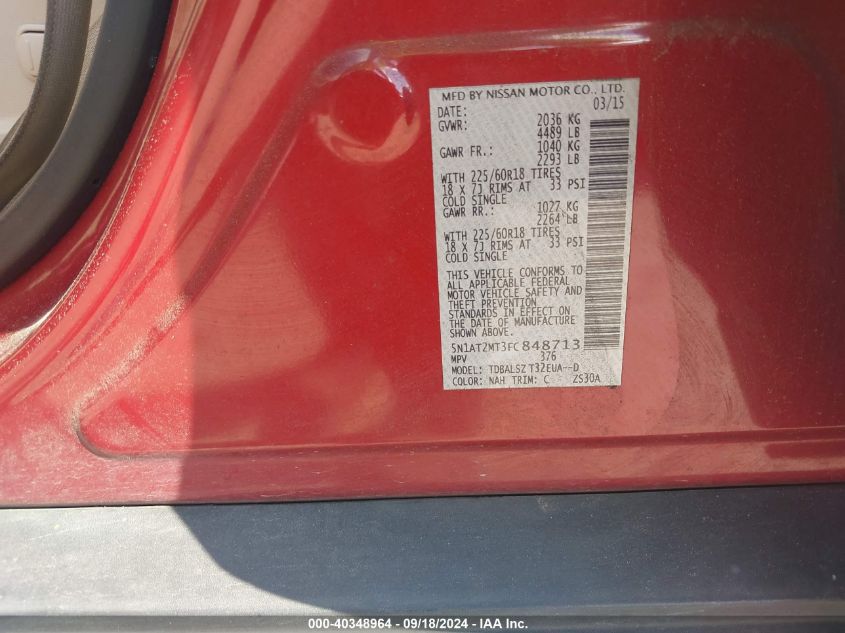 MFD BY NISSAN MOTOR CO., LTD.
DATE: 03/15
GVWR: 2036 KG
4489 LB
GAWR FR.: 1040 KG
2293 LB
WITH 225/60R18 TIRES
18 X 7J RIMS AT 33 PSI
COLD SINGLE
GAWR RR.: 1027 KG
2264 LB
WITH 225/60R18 TIRES
18 X 7J RIMS AT 33 PSI
COLD SINGLE
THIS VEHICLE CONFORMS TO
ALL APPLICABLE FEDERAL
MOTOR VEHICLE SAFETY AND
THEFT PREVENTION
STANDARDS IN EFFECT ON
THE DATE OF MANUFACTURE
SHOWN ABOVE.
5N1AT2MT3FC848713
MPV 376
MODEL: TDBALSZ T32EUA--D
COLOR: NAH TRIM: C ZS30A
000-40348964 - 09/18/2024 - IAA Inc.